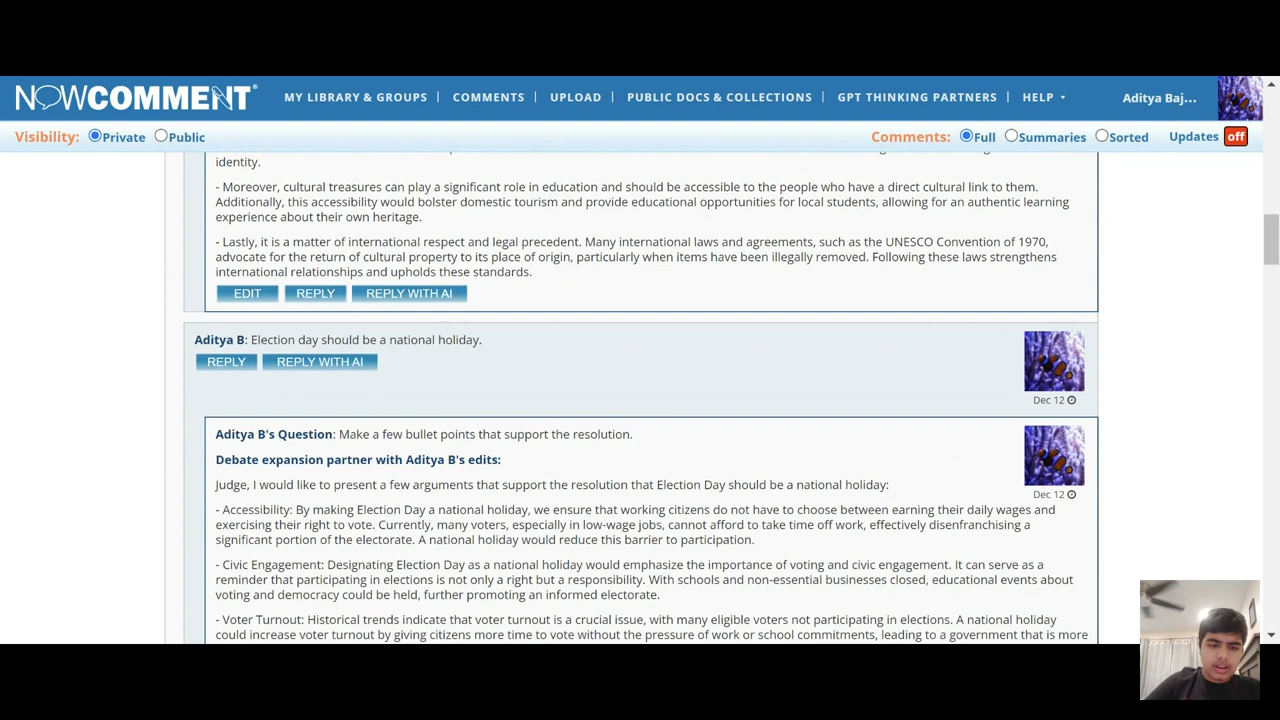 NOWCOMMENT®
MY LIBRARY & GROUPS | COMMENTS | UPLOAD | PUBLIC DOCS & COLLECTIONS | GPT THINKING PARTNERS | HELP
Aditya Baj...
Visibility: Private Public
Comments: Full Summaries Sorted Updates off
identity.
- Moreover, cultural treasures can play a significant role in education and should be accessible to the people who have a direct cultural link to them.
Additionally, this accessibility would bolster domestic tourism and provide educational opportunities for local students, allowing for an authentic learning
experience about their own heritage.
- Lastly, it is a matter of international respect and legal precedent. Many international laws and agreements, such as the UNESCO Convention of 1970,
advocate for the return of cultural property to its place of origin, particularly when items have been illegally removed. Following these laws strengthens
international relationships and upholds these standards.
EDIT REPLY REPLY WITH AI
Aditya B: Election day should be a national holiday.
REPLY REPLY WITH AI
Dec 12
Aditya B's Question: Make a few bullet points that support the resolution.
Debate expansion partner with Aditya B's edits:
Judge, I would like to present a few arguments that support the resolution that Election Day should be a national holiday:
Dec 12
- Accessibility: By making Election Day a national holiday, we ensure that working citizens do not have to choose between earning their daily wages and
exercising their right to vote. Currently, many voters, especially in low-wage jobs, cannot afford to take time off work, effectively disenfranchising a
significant portion of the electorate. A national holiday would reduce this barrier to participation.
- Civic Engagement: Designating Election Day as a national holiday would emphasize the importance of voting and civic engagement. It can serve as a
reminder that participating in elections is not only a right but a responsibility. With schools and non-essential businesses closed, educational events about
voting and democracy could be held, further promoting an informed electorate.
- Voter Turnout: Historical trends indicate that voter turnout is a crucial issue, with many eligible voters not participating in elections. A national holiday
could increase voter turnout by giving citizens more time to vote without the pressure of work or school commitments, leading to a government that is more